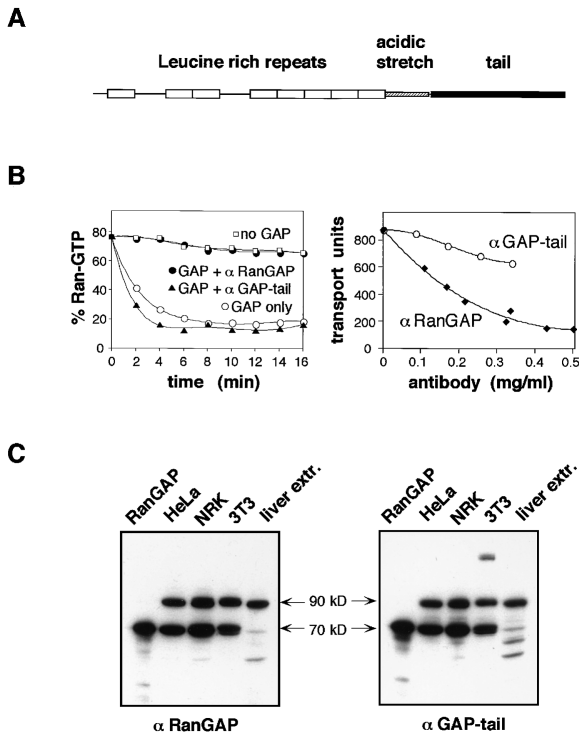 A
Leucine rich repeats
acidic
stretch
tail
B
% Ran-GTP
80
60
40
20
0
0 2 4 6 8 10 12 14 16
time (min)
no GAP
GAP + α RanGAP
GAP + α GAP-tail
GAP only
transport units
1000
800
600
400
200
0
0 0.1 0.2 0.3 0.4 0.5
antibody (mg/ml)
α GAP-tail
α RanGAP
C
RanGAP HeLa NRK 3T3 liver extr.
RanGAP HeLa NRK 3T3 liver extr.
90 kD
70 kD
α RanGAP
α GAP-tail